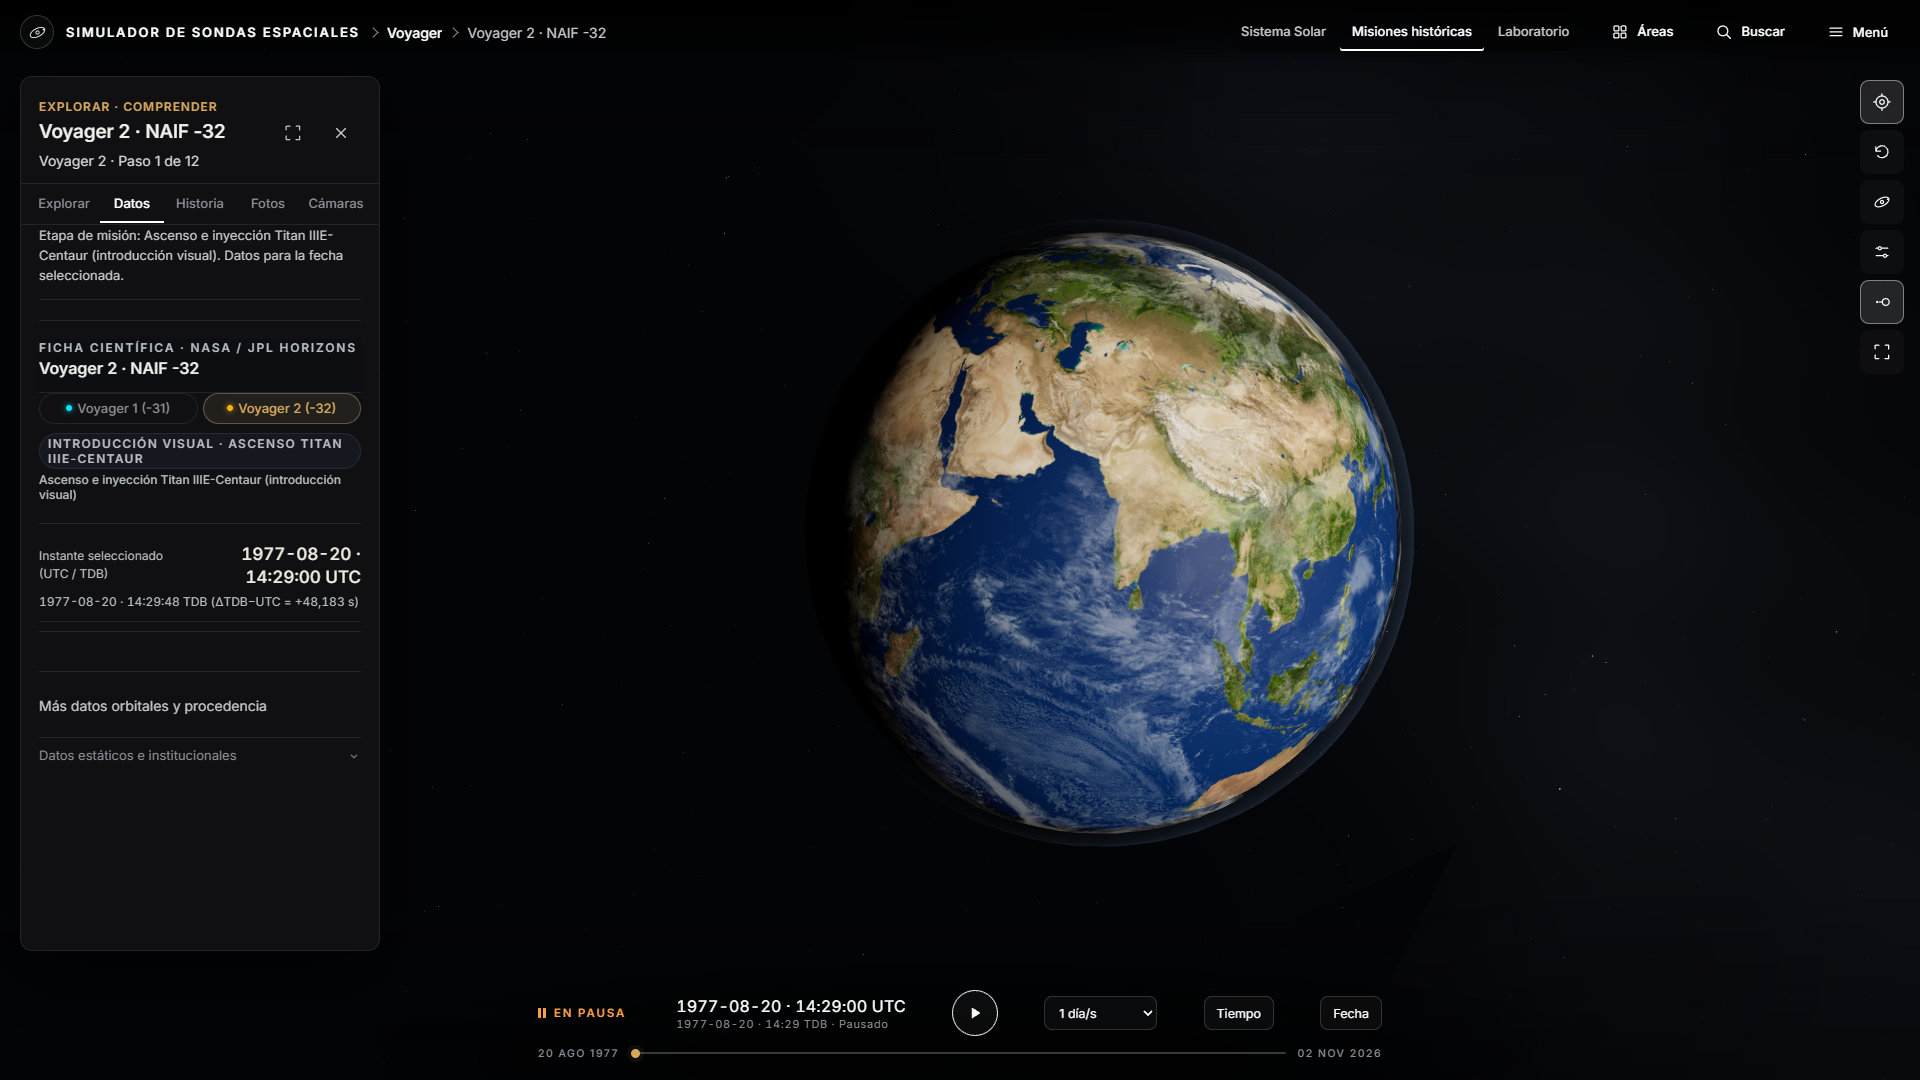 SIMULADOR DE SONDAS ESPACIALES
Voyager
Voyager 2 · NAIF -32
Sistema Solar
Misiones históricas
Laboratorio
Áreas
Buscar
Menú
EXPLORAR · COMPRENDER
Voyager 2 · NAIF -32
Voyager 2 · Paso 1 de 12
Explorar
Datos
Historia
Fotos
Cámaras
Etapa de misión: Ascenso e inyección Titan IIIE-
Centaur (introducción visual). Datos para la fecha
seleccionada.
FICHA CIENTÍFICA · NASA / JPL HORIZONS
Voyager 2 · NAIF -32
Voyager 1 (-31)
Voyager 2 (-32)
INTRODUCCIÓN VISUAL · ASCENSO TITAN
IIIE-CENTAUR
Ascenso e inyección Titan IIIE-Centaur (introducción
visual)
Instante seleccionado
(UTC / TDB)
1977-08-20 ·
14:29:00 UTC
1977-08-20 · 14:29:48 TDB (ΔTDB−UTC = +48,183 s)
Más datos orbitales y procedencia
Datos estáticos e institucionales
EN PAUSA
1977-08-20 · 14:29:00 UTC
1977-08-20 · 14:29 TDB · Pausado
1 día/s
Tiempo
Fecha
20 AGO 1977
02 NOV 2026